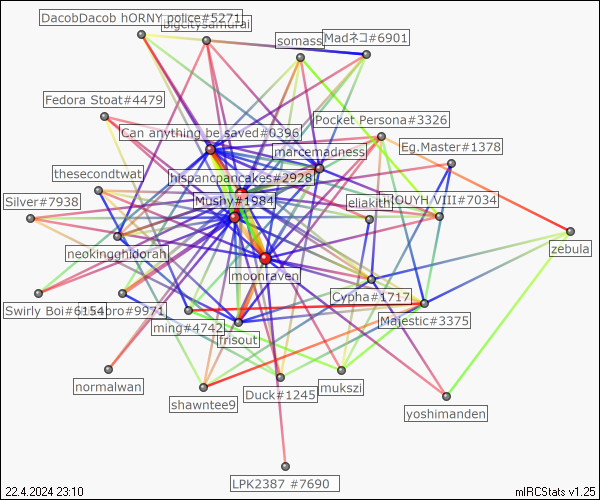 DacobDacob hORNY police#5271
bigcitysamurai
somass
Madネコ#6901
Fedora Stoat#4479
Pocket Persona#3326
Can anything be saved#0396
Eg.Master#1378
marcemadness
thesecondtwat
hispancpancakes#2928
Silver#7938
Mushy#1984
eliakith
OUYH VIII#7034
neokingghidorah
zebula
moonraven
Cypha#1717
Swirly Boi#6154
bro#9971
Majestic#3375
ming#4742
frisout
normalwan
mukszi
Duck#1245
shawntee9
yoshimanden
LPK2387 #7690
22.4.2024 23:10
mIRCStats v1.25